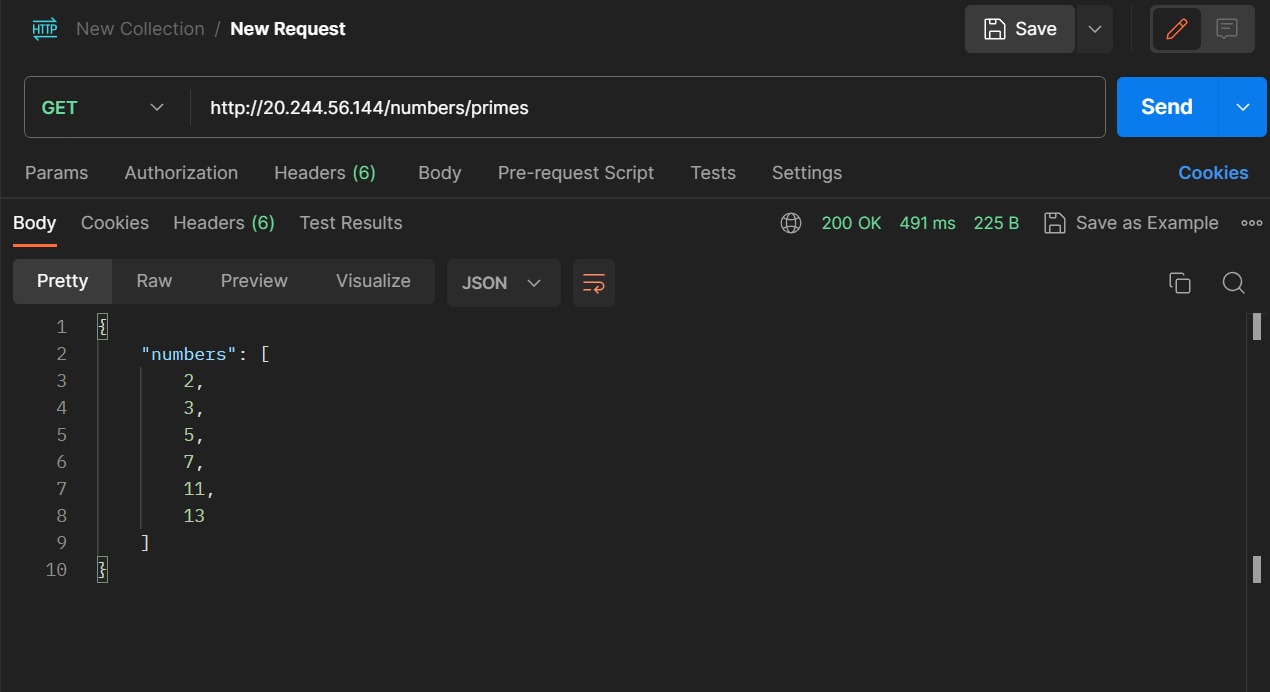 HTTP New Collection / New Request Save
GET http://20.244.56.144/numbers/primes Send
Params Authorization Headers (6) Body Pre-request Script Tests Settings Cookies
Body Cookies Headers (6) Test Results 200 OK 491 ms 225 B Save as Example
Pretty Raw Preview Visualize JSON
1 {
2 "numbers": [
3 2,
4 3,
5 5,
6 7,
7 11,
8 13
9 ]
10 }